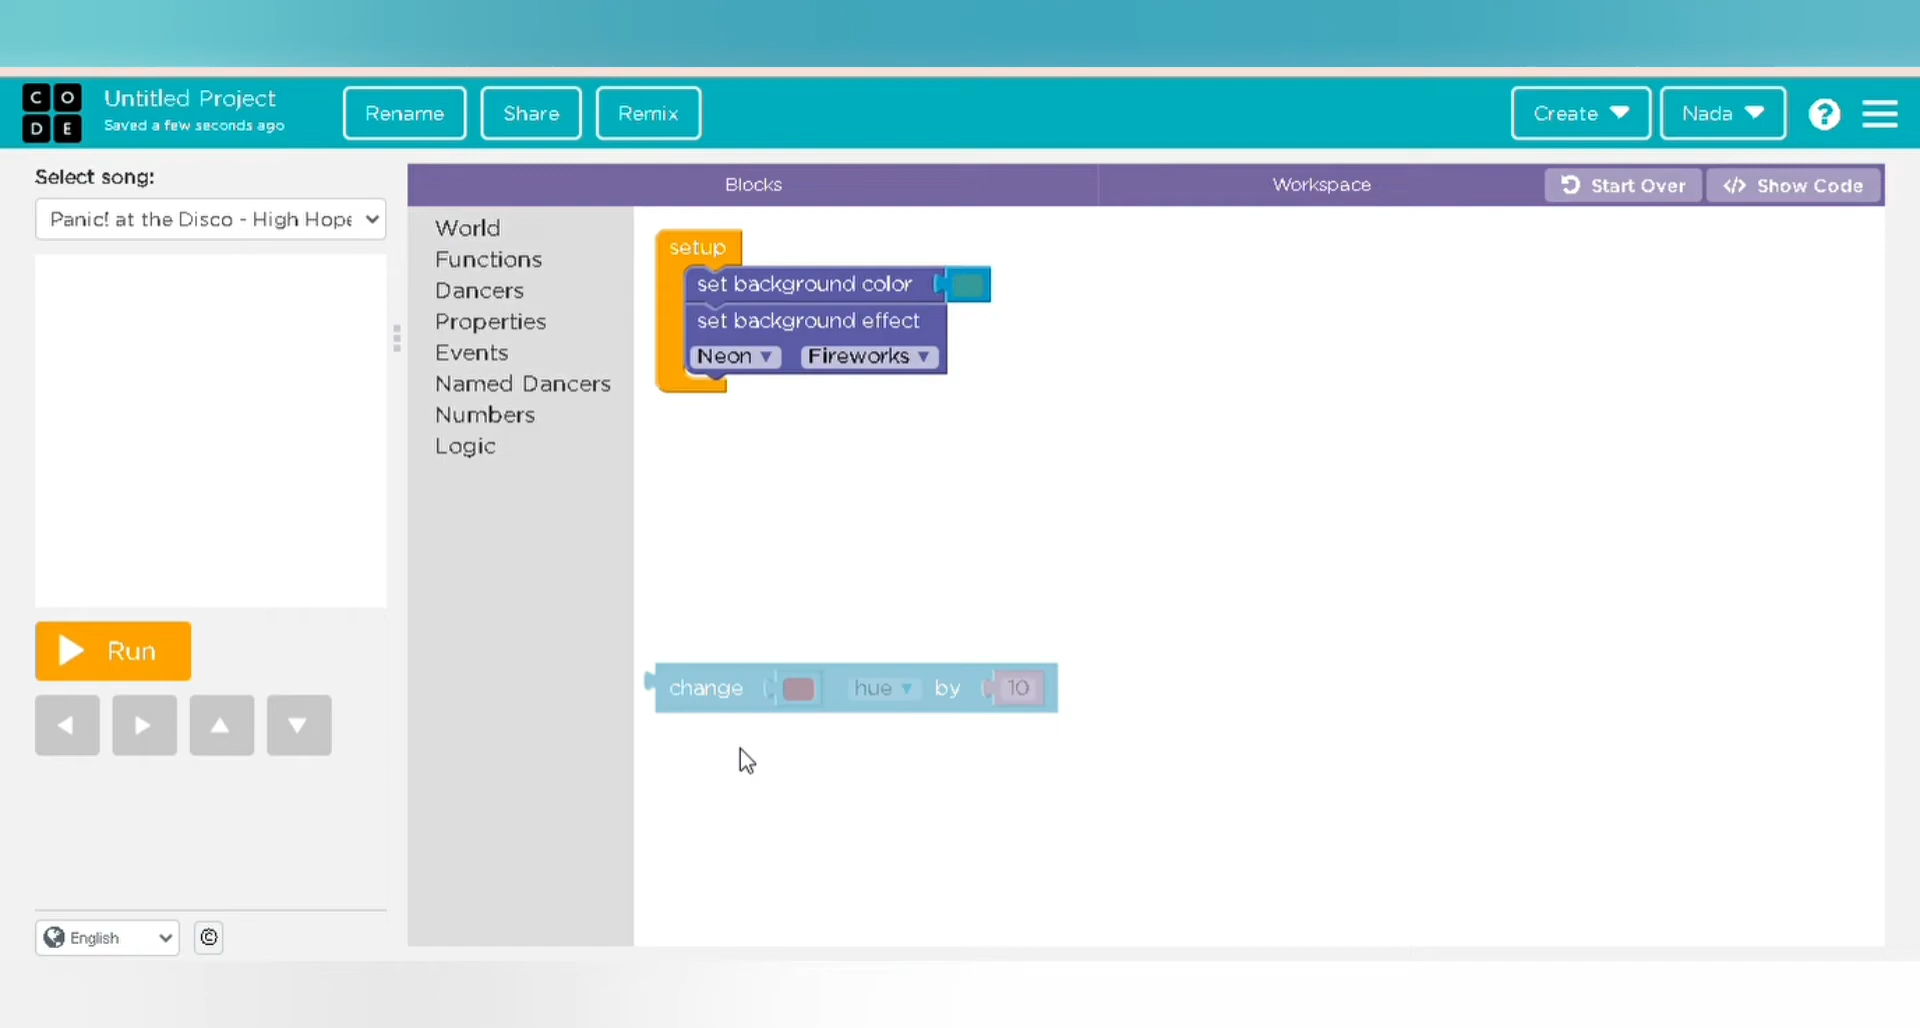 CO
DE
Untitled Project
Saved a few seconds ago
Rename
Share
Remix
Create
Nada
?
Select song:
Panic! at the Disco - High Hope
Blocks
Workspace
Start Over
</> Show Code
World
Functions
Dancers
Properties
Events
Named Dancers
Numbers
Logic
setup
set background color
set background effect
Neon
Fireworks
change hue by 10
Run
English
©